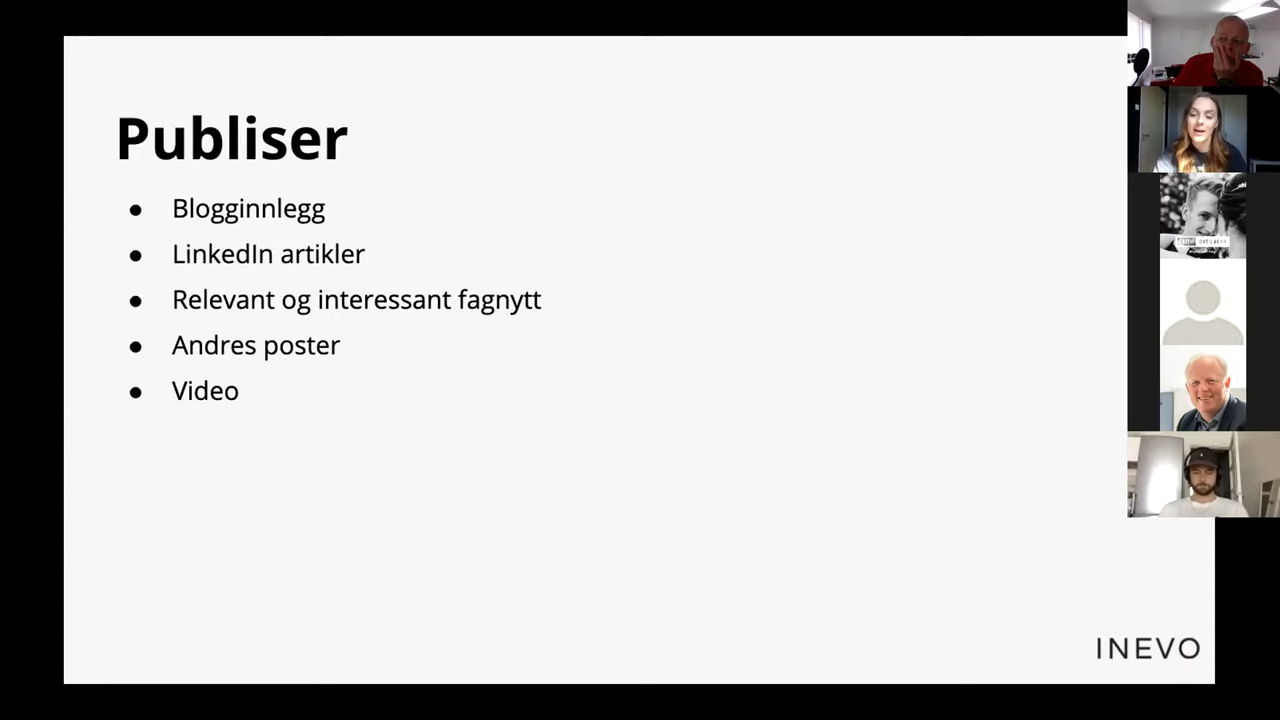 Publiser
● Blogginnlegg
● LinkedIn artikler
● Relevant og interessant fagnytt
● Andres poster
● Video
INEVO